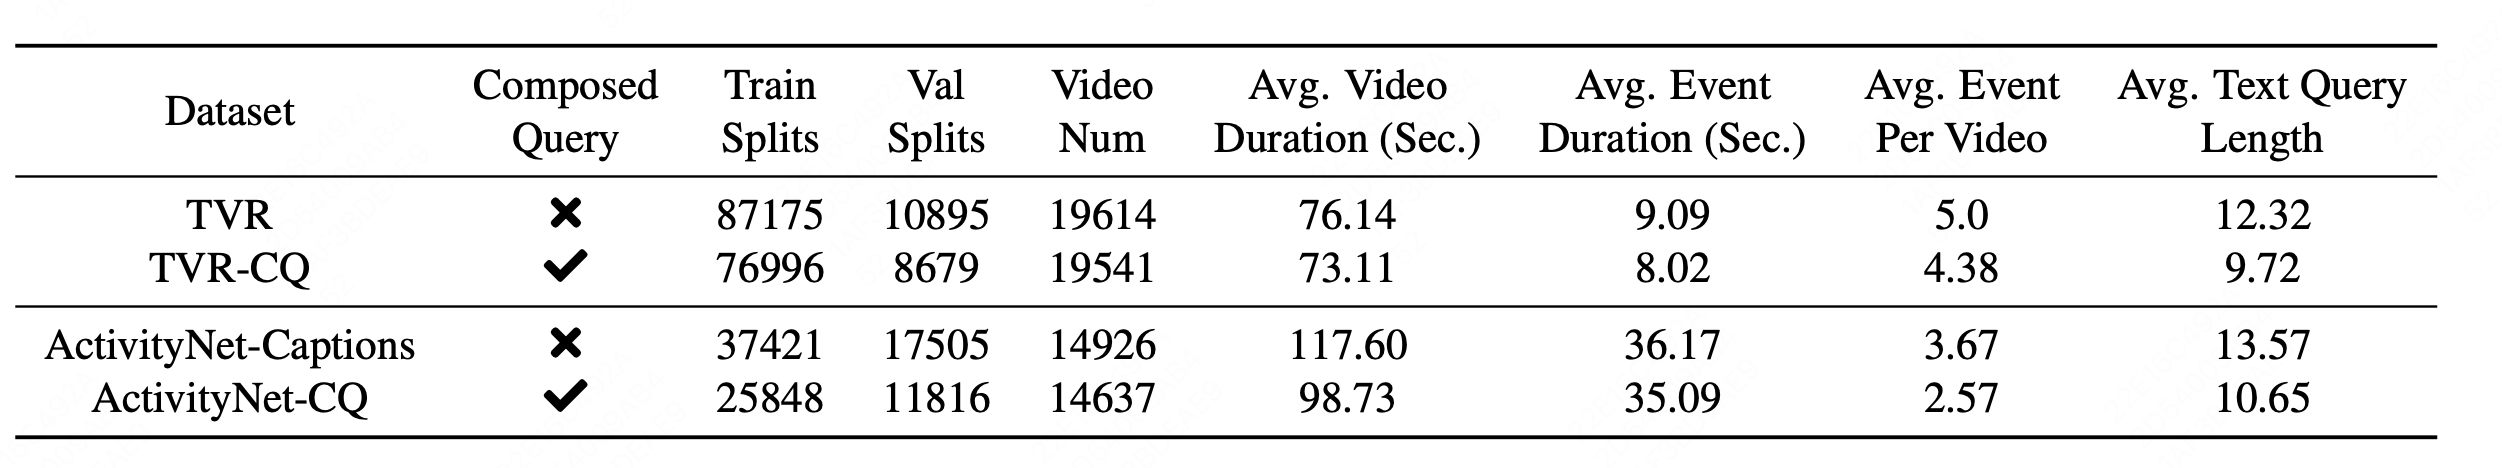 Dataset Composed Query Train Splits Val Splits Video Num Avg. Video Duration (Sec.) Avg. Event Duration (Sec.) Avg. Event Per Video Avg. Text Query Length
TVR ✖ 87175 10895 19614 76.14 9.09 5.0 12.32
TVR-CQ ✔ 76996 8679 19541 73.11 8.02 4.38 9.72
ActivityNet-Captions ✖ 37421 17505 14926 117.60 36.17 3.67 13.57
ActivityNet-CQ ✔ 25848 11816 14637 98.73 35.09 2.57 10.65